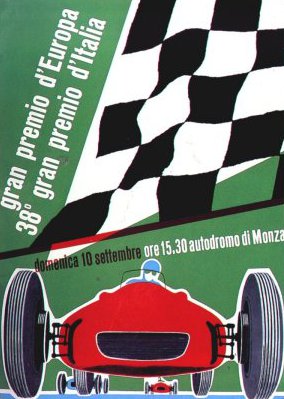 gran premio d'Europa
38° gran premio d'Italia
domenica 10 settembre ore 15.30 autodromo di Monza